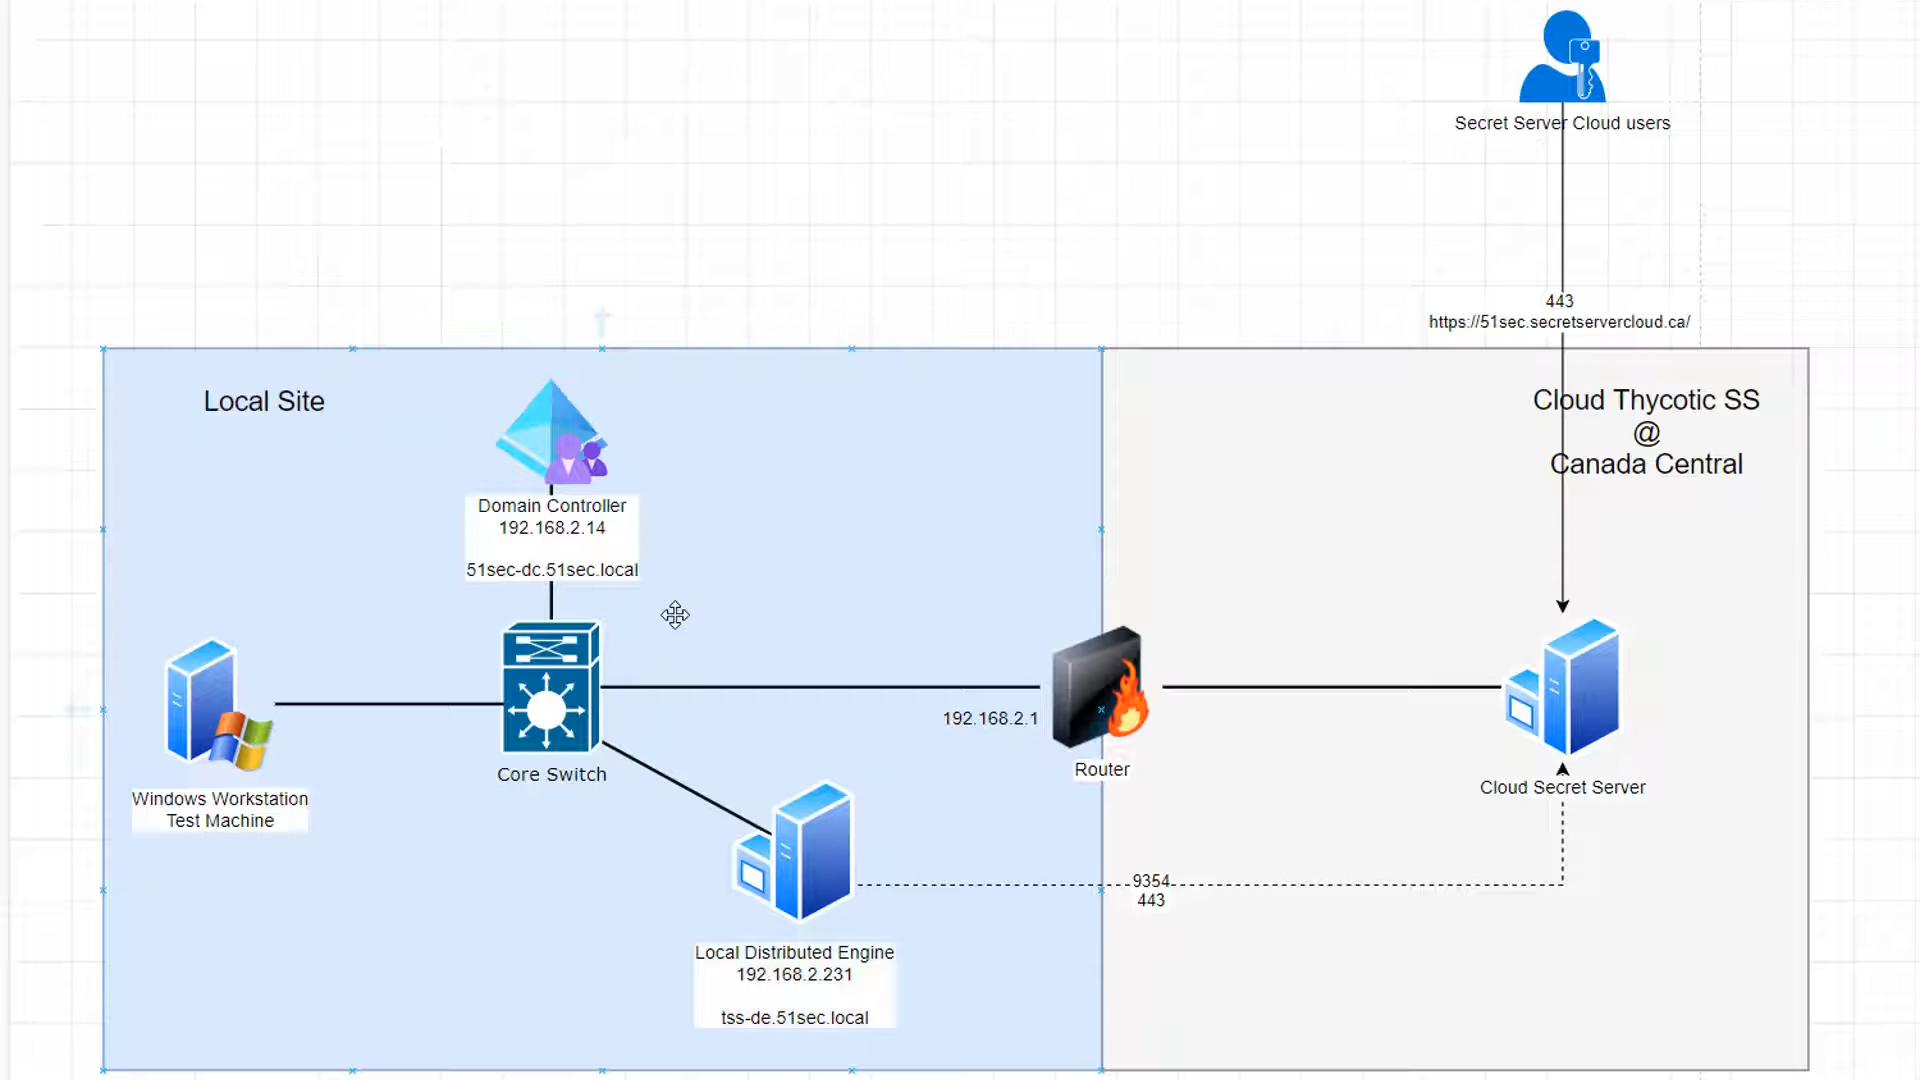 Secret Server Cloud users
443
https://51sec.secretservercloud.ca/
Local Site
Cloud Thycotic SS
@
Canada Central
Domain Controller
192.168.2.14
51sec-dc.51sec.local
192.168.2.1
Router
Core Switch
Cloud Secret Server
Windows Workstation
Test Machine
9354
443
Local Distributed Engine
192.168.2.231
tss-de.51sec.local